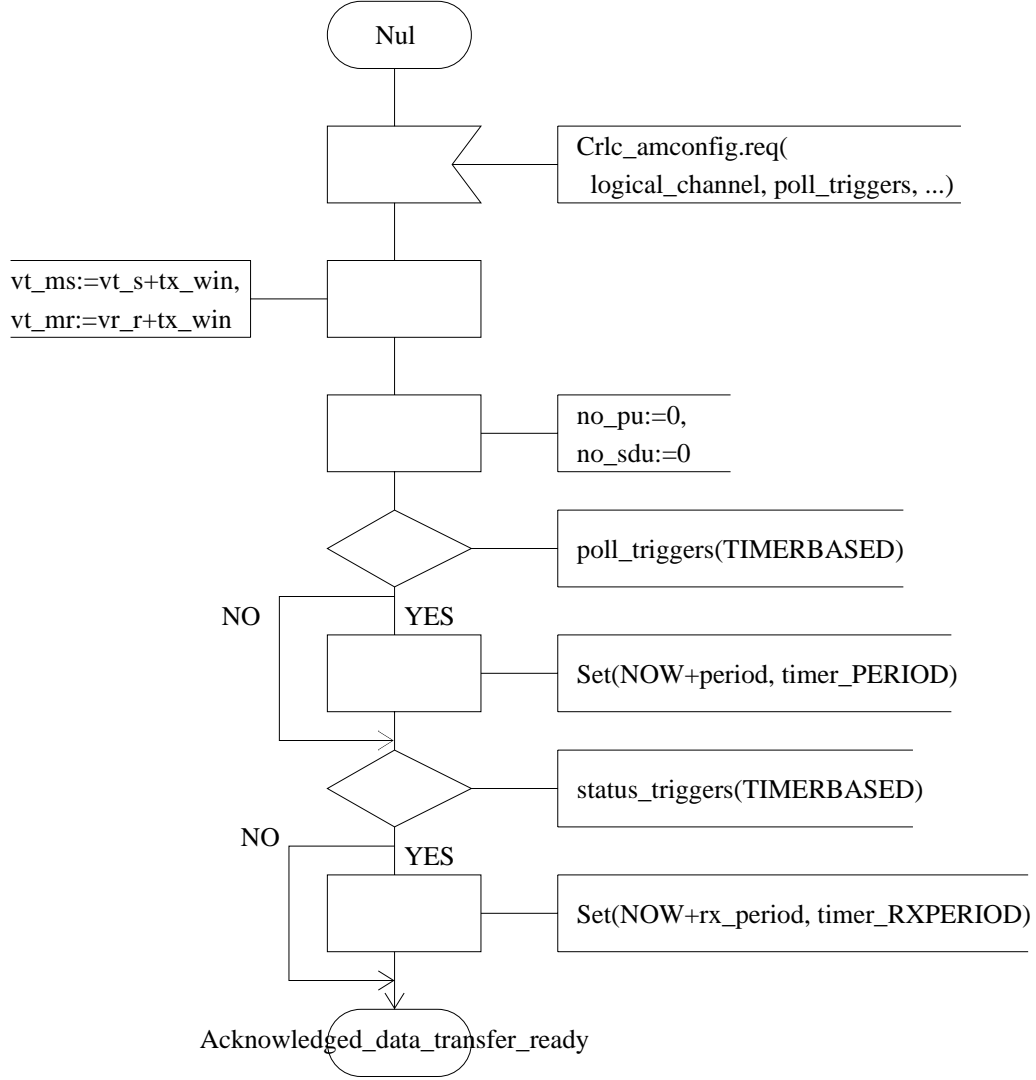 Nul
Crlc_amconfig.req(
logical_channel, poll_triggers, ...)
vt_ms:=vt_s+tx_win,
vt_mr:=vr_r+tx_win
no_pu:=0,
no_sdu:=0
poll_triggers(TIMERBASED)
NO
YES
Set(NOW+period, timer_PERIOD)
status_triggers(TIMERBASED)
NO
YES
Set(NOW+rx_period, timer_RXPERIOD)
Acknowledged_data_transfer_ready